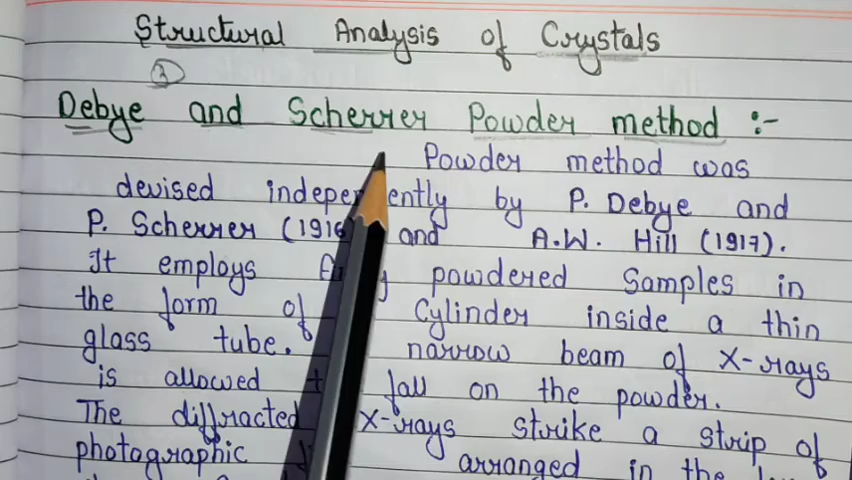 Structural Analysis of Crystals
2
Debye and Scherrer Powder method :-
Powder method was
devised by P. Debye and
P. Scherrer (1916 and A.W. Hill (1917).
It employs powdered Samples in
the form of Cylinder inside a thin
glass tube. narrow beam of X-rays
is allowed fall on the powder.
The diffracted X-rays strike a strip of
photographic arranged in the